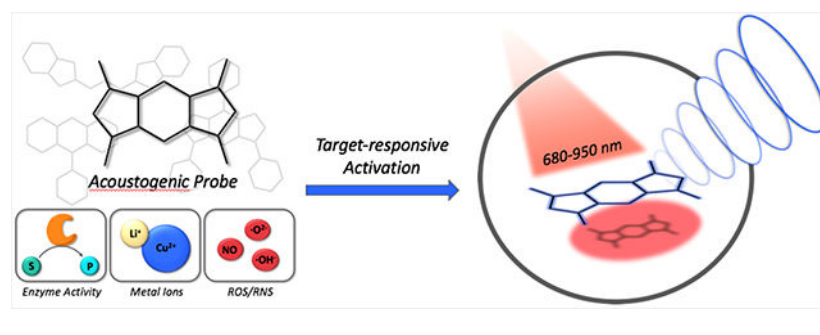 Acoustogenic Probe
Target-responsive
Activation
680-950 nm
S
P
Enzyme Activity
Li⁺
Cu²⁺
Metal Ions
NO
·O²⁻
·OH⁻
ROS/RNS